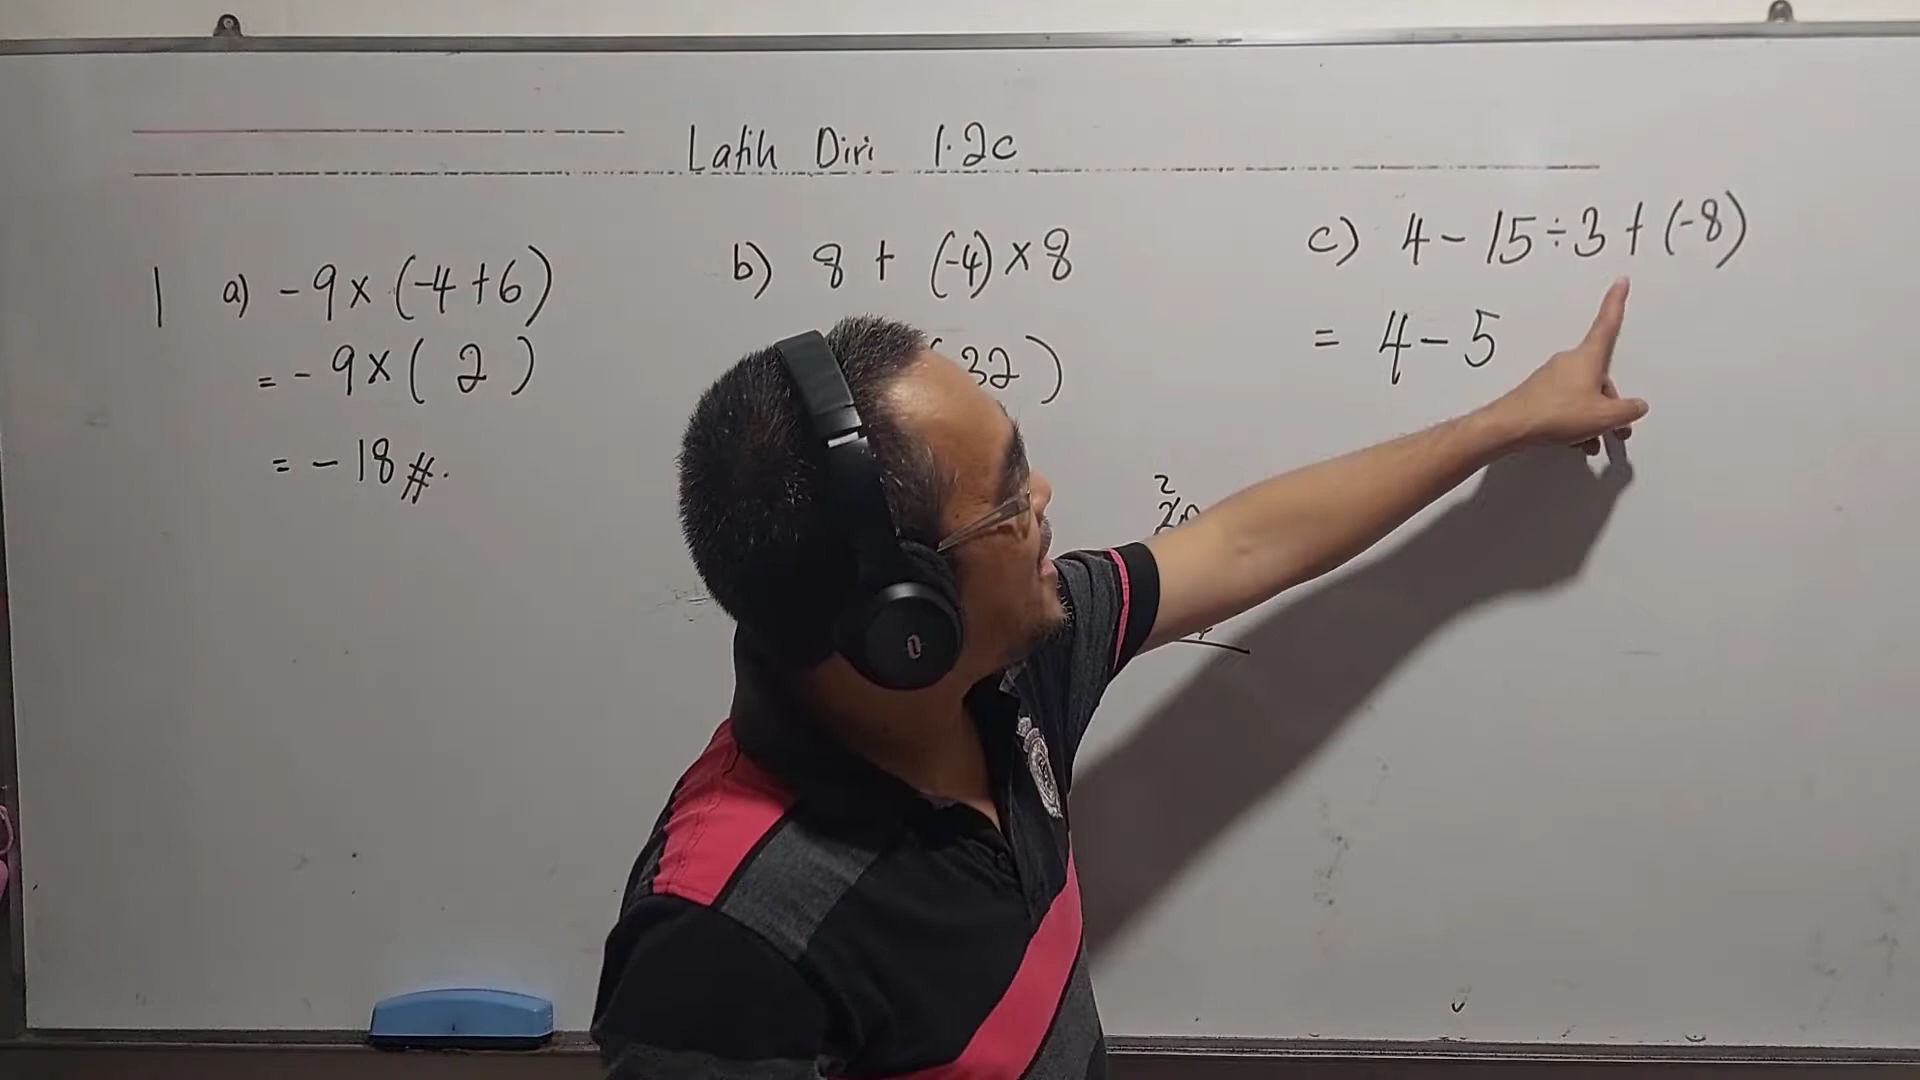 Latih Diri 1.2c
1 a) -9 × (-4 + 6)
= -9 × ( 2 )
= -18 #.
b) 8 + (-4) × 8
32 )
c) 4 - 15 ÷ 3 + (-8)
= 4 - 5
2